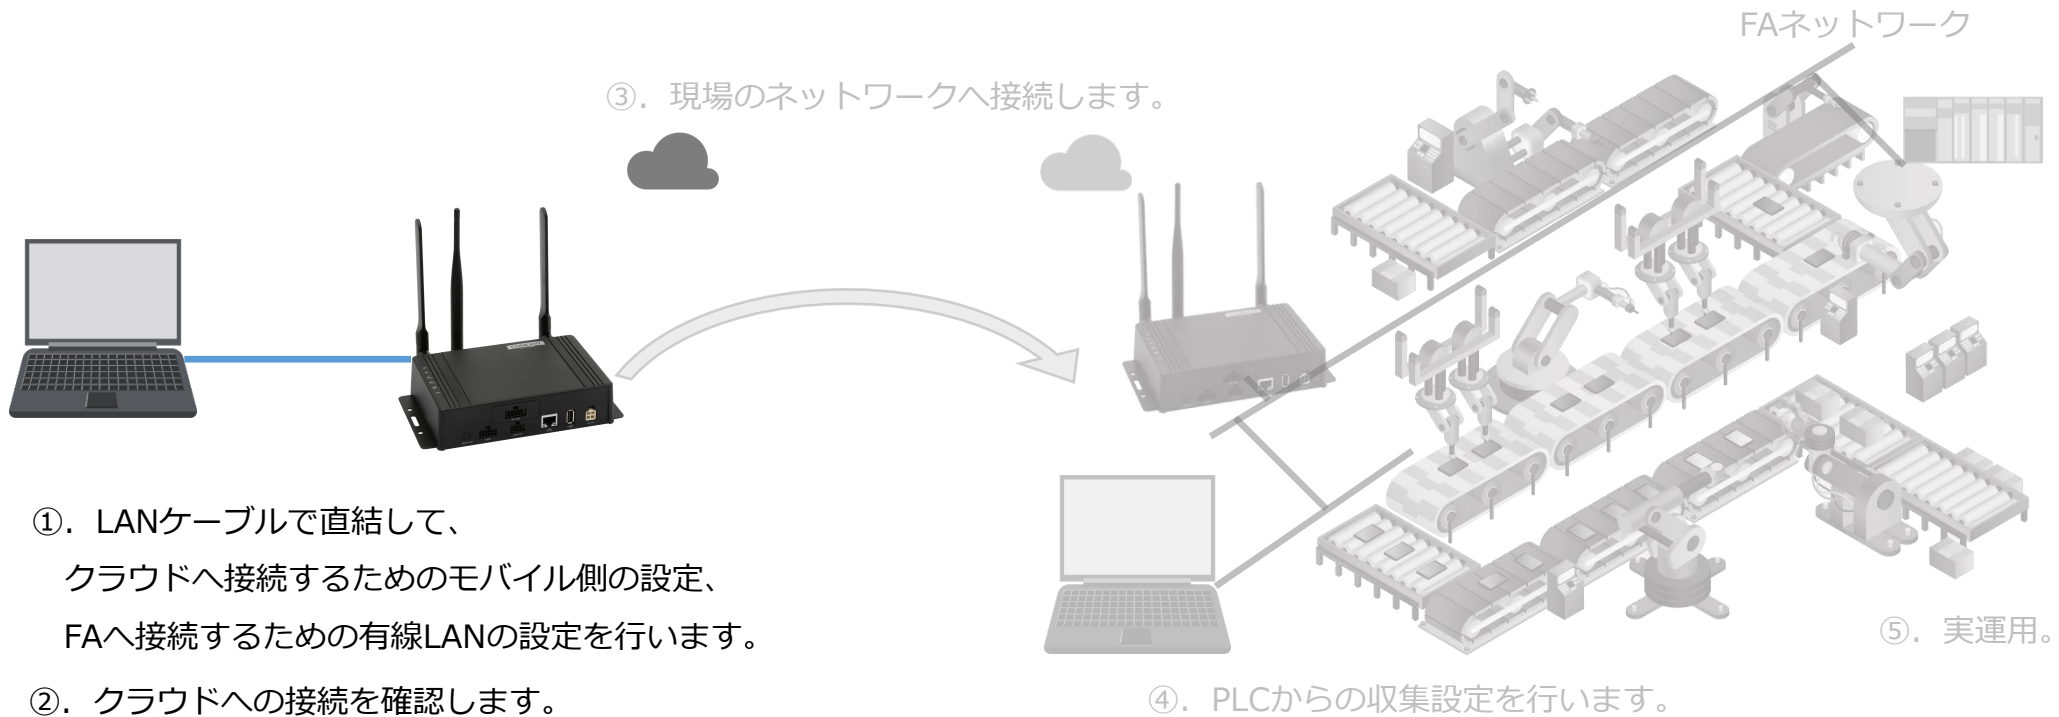 FAネットワーク
③．現場のネットワークへ接続します。
①．LANケーブルで直結して、
クラウドへ接続するためのモバイル側の設定、
FAへ接続するための有線LANの設定を行います。
②．クラウドへの接続を確認します。
④．PLCからの収集設定を行います。
⑤．実運用。